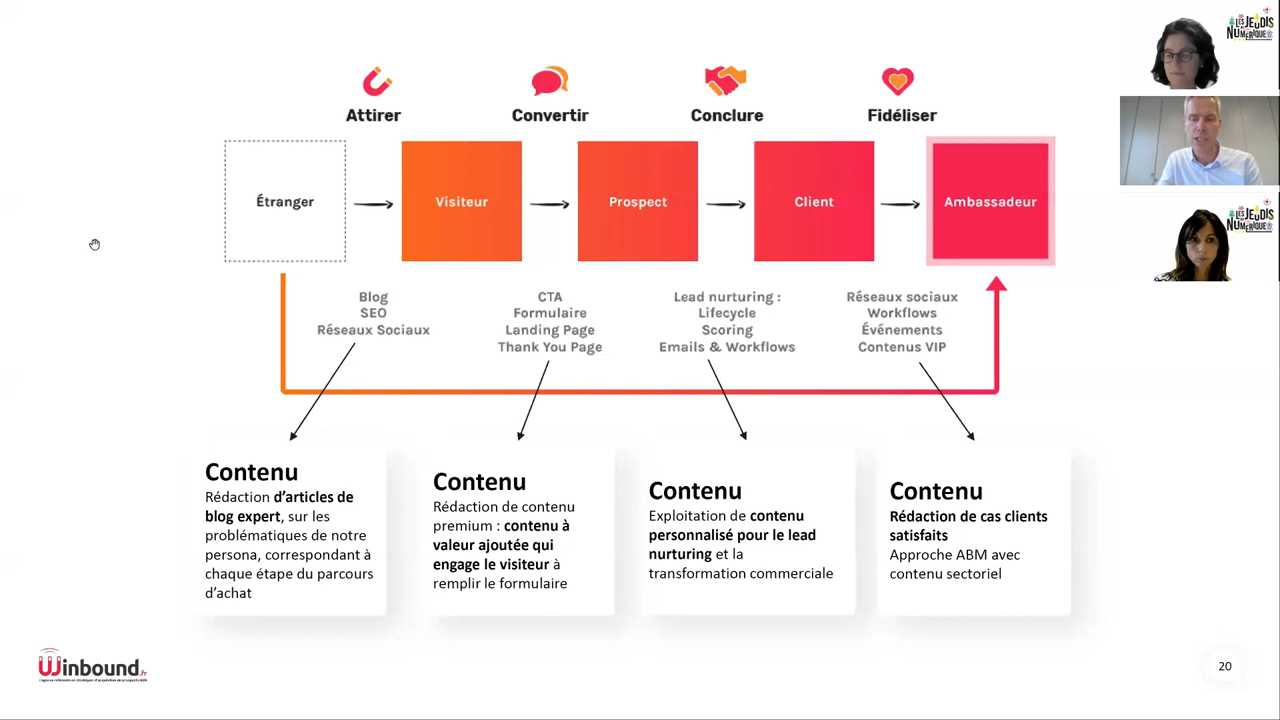 Attirer
Convertir
Conclure
Fidéliser
Étranger
Visiteur
Prospect
Client
Ambassadeur
Blog
SEO
Réseaux Sociaux
CTA
Formulaire
Landing Page
Thank You Page
Lead nurturing :
Lifecycle
Scoring
Emails & Workflows
Réseaux sociaux
Workflows
Événements
Contenus VIP
Contenu
Rédaction d’articles de
blog expert, sur les
problématiques de notre
persona, correspondant à
chaque étape du parcours
d’achat
Contenu
Rédaction de contenu
premium : contenu à
valeur ajoutée qui
engage le visiteur à
remplir le formulaire
Contenu
Exploitation de contenu
personnalisé pour le lead
nurturing et la
transformation commerciale
Contenu
Rédaction de cas clients
satisfaits
Approche ABM avec
contenu sectoriel
Winbound.fr
20
LES JEUDIS
NUMÉRIQUES
LES JEUDIS
NUMÉRIQUES